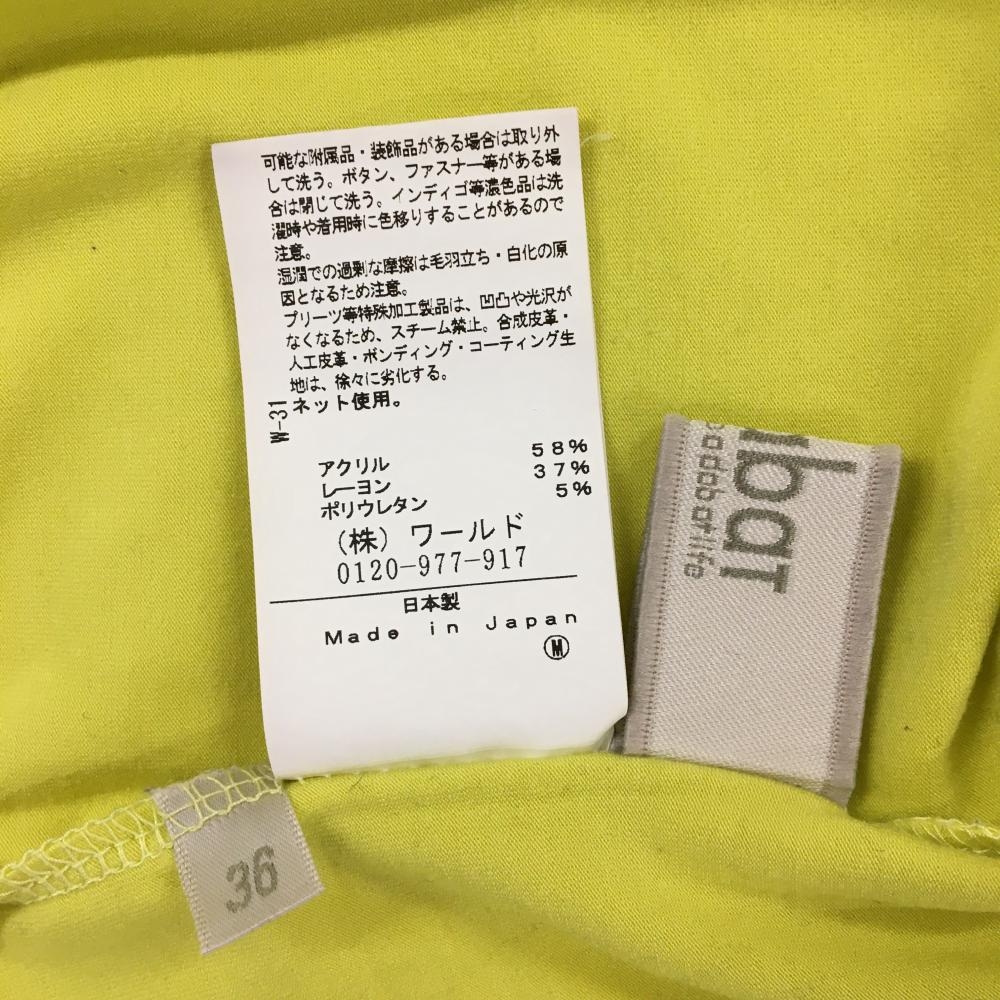 可能な附属品・装飾品がある場合は取り外
して洗う。ボタン、ファスナー等がある場
合は閉じて洗う。インディゴ等濃色品は洗
濯時や着用時に色移りすることがあるので
注意。
湿潤での過剰な摩擦は毛羽立ち・白化の原
因となるため注意。
プリーツ等特殊加工製品は、凹凸や光沢が
なくなるため、スチーム禁止。合成皮革・
人工皮革・ボンディング・コーティング生
地は、徐々に劣化する。
ネット使用。
W-31
アクリル 58%
レーヨン 37%
ポリウレタン 5%
(株) ワールド
0120-977-917
日本製
Made in Japan
M
36